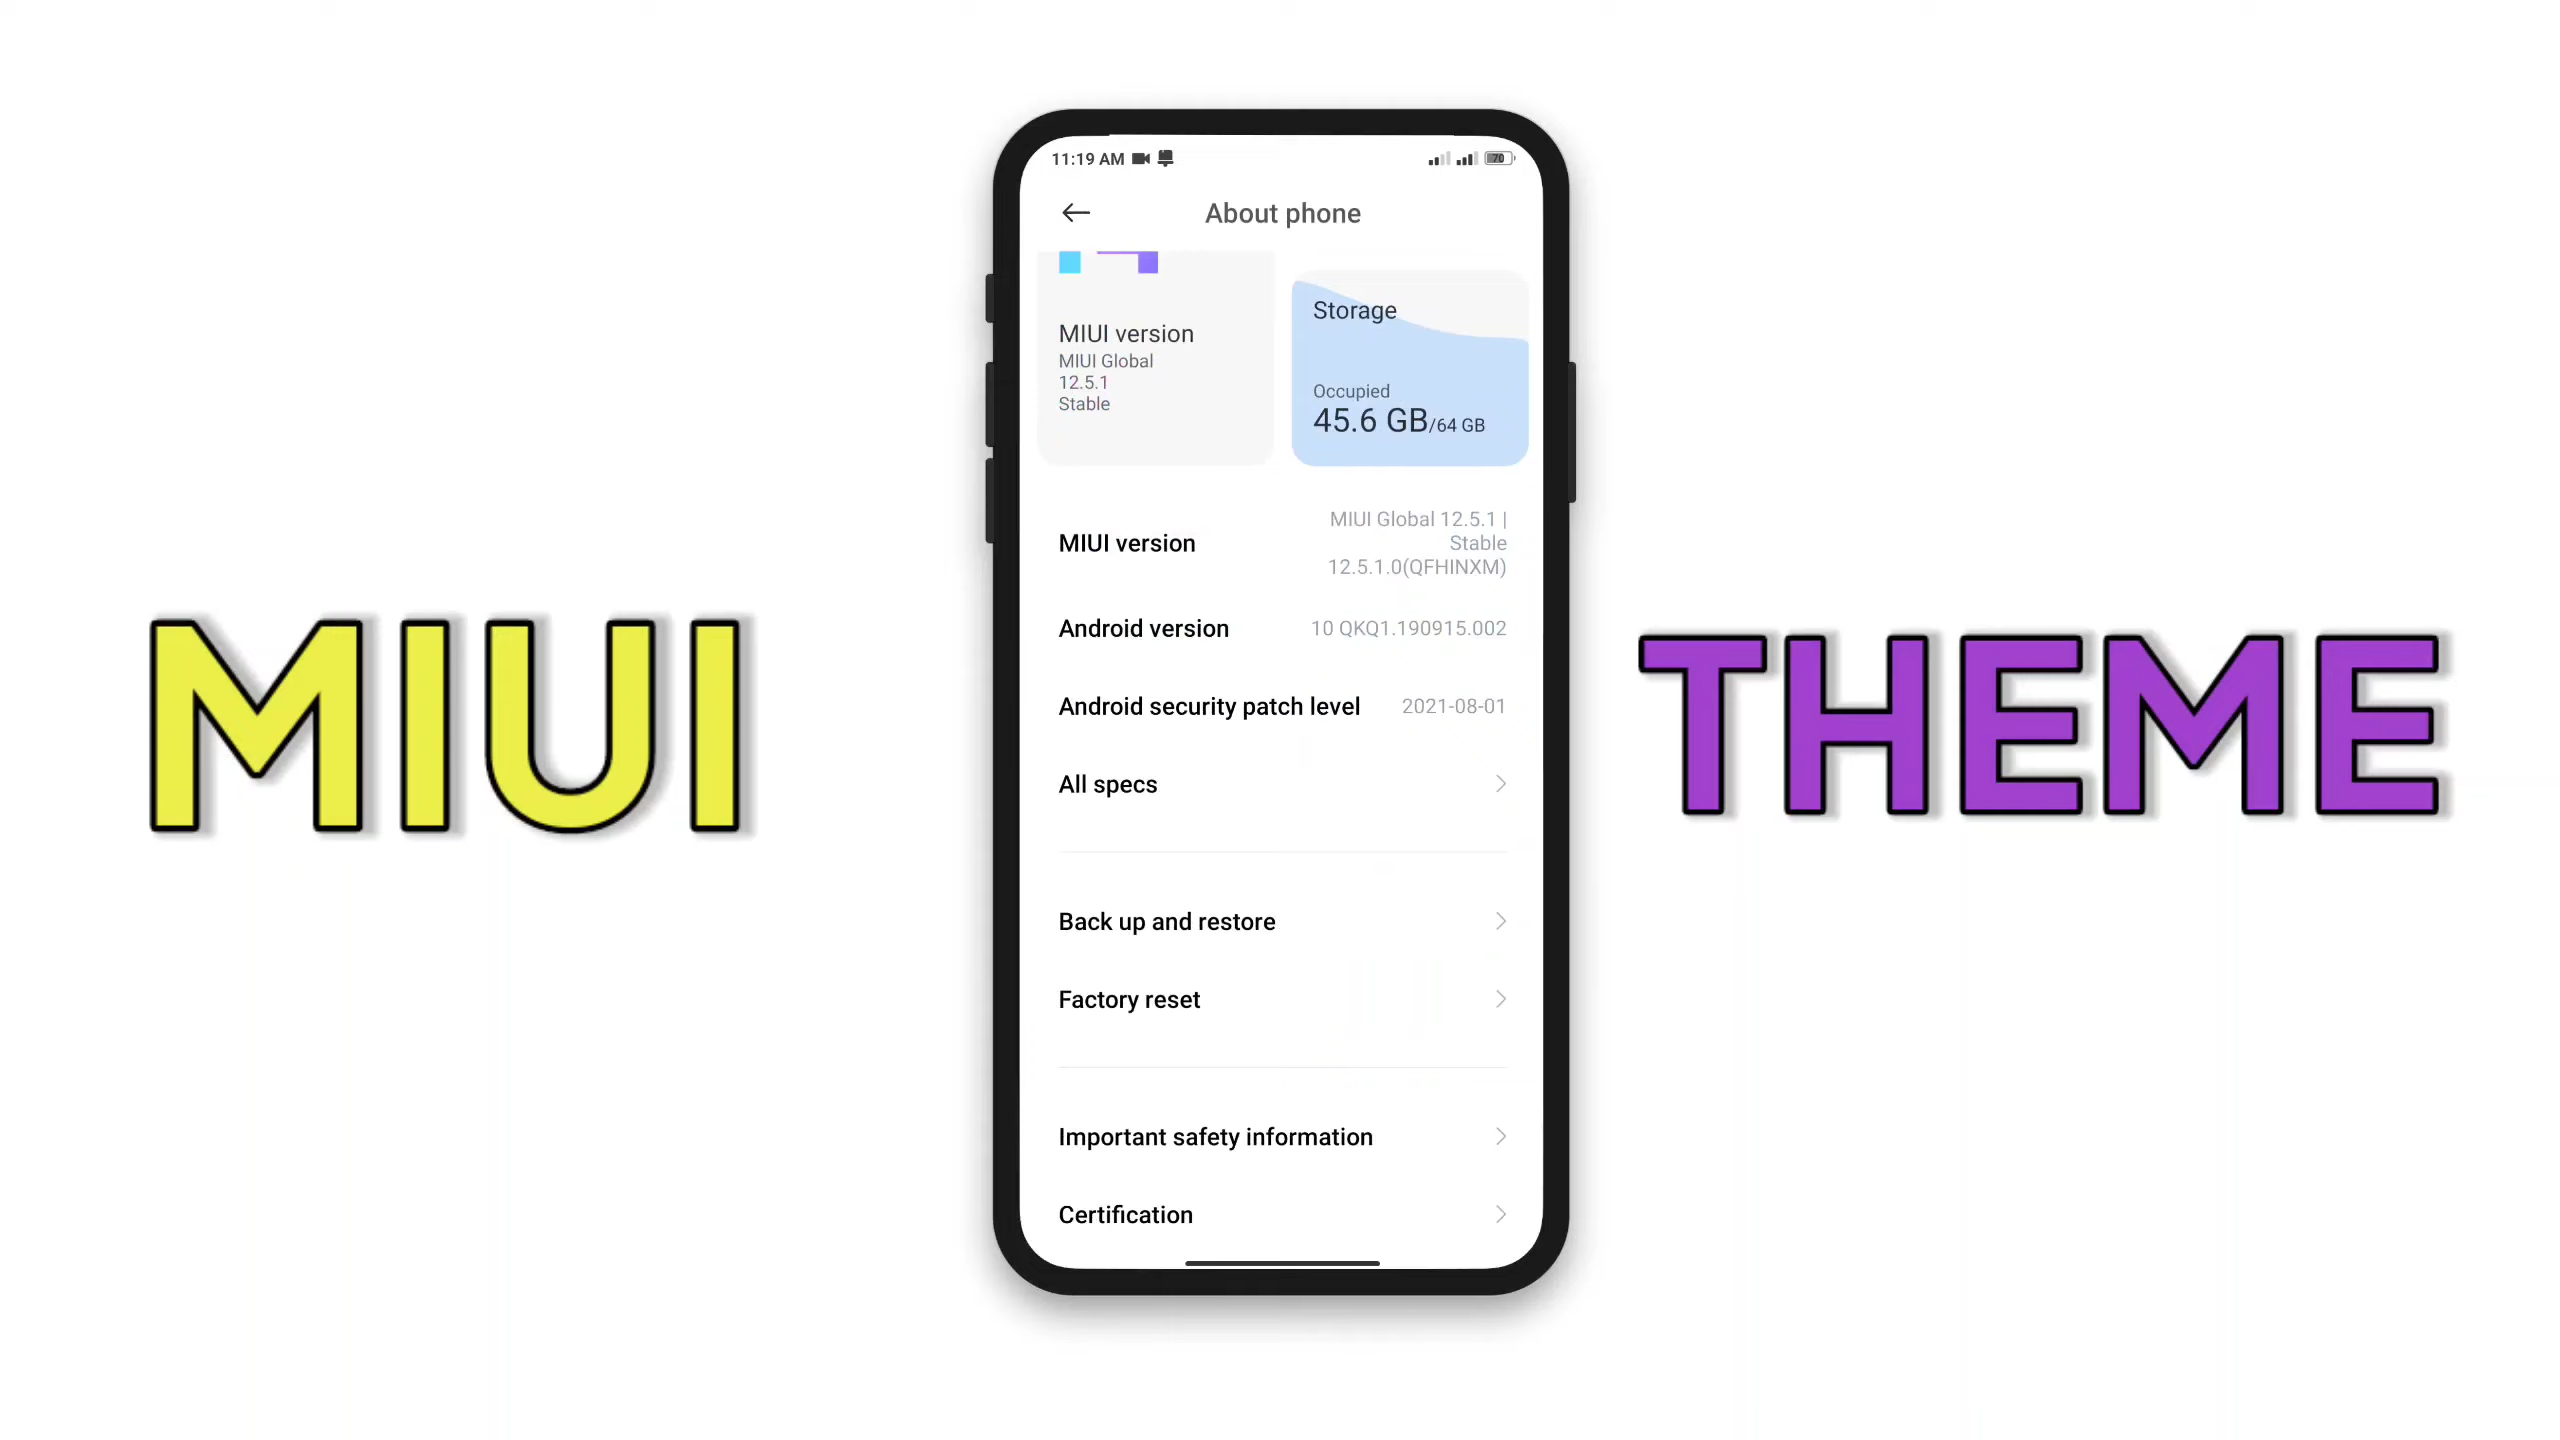 11:19 AM
70
About phone
MIUI version
MIUI Global
12.5.1
Stable
Storage
Occupied
45.6 GB/64 GB
MIUI version
MIUI Global 12.5.1 |
Stable
12.5.1.0(QFHINXM)
Android version
10 QKQ1.190915.002
Android security patch level
2021-08-01
All specs
Back up and restore
Factory reset
Important safety information
Certification
MIUI
THEME